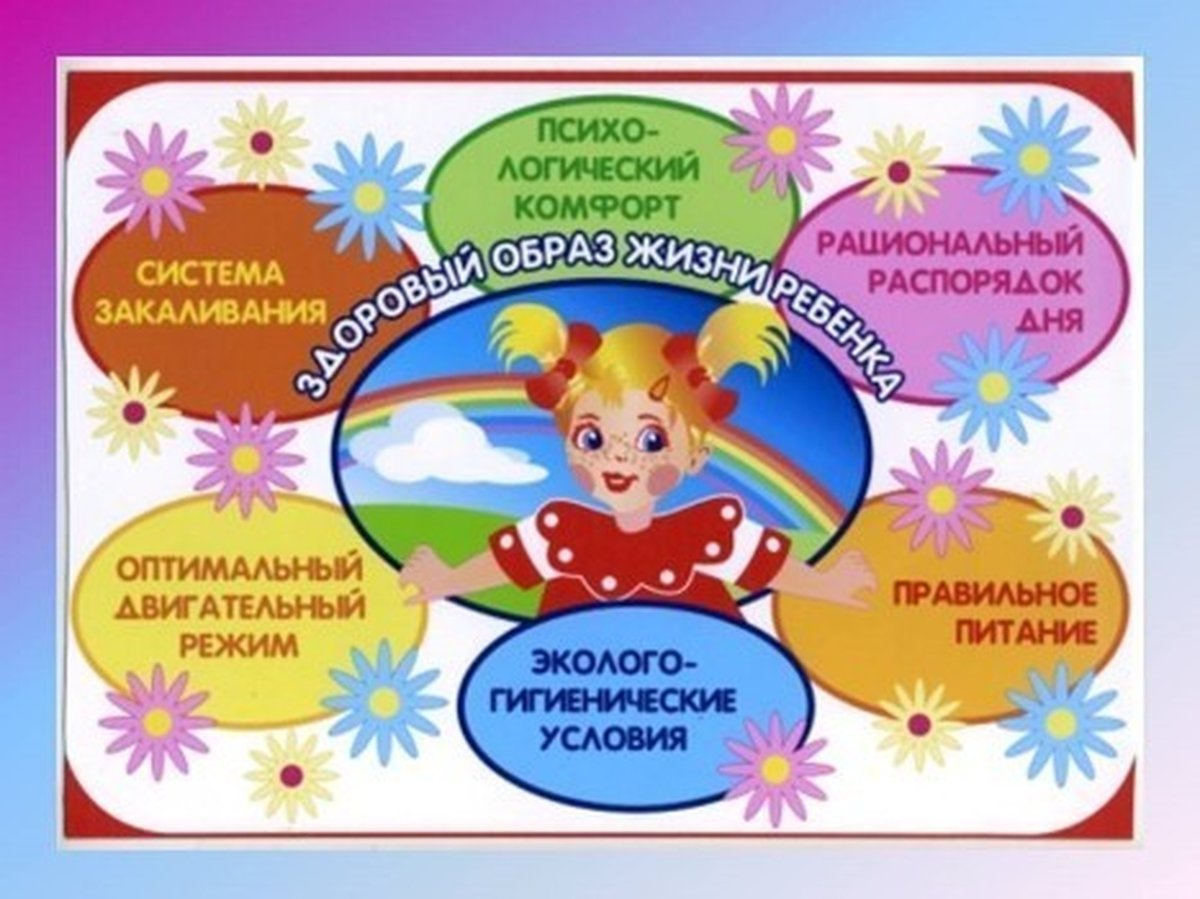 ПСИХО-
ЛОГИЧЕСКИЙ
КОМФОРТ
СИСТЕМА
ЗАКАЛИВАНИЯ
РАЦИОНАЛЬНЫЙ
РАСПОРЯДОК
ДНЯ
ЗДОРОВЫЙ ОБРАЗ ЖИЗНИ РЕБЕНКА
ОПТИМАЛЬНЫЙ
ДВИГАТЕЛЬНЫЙ
РЕЖИМ
ПРАВИЛЬНОЕ
ПИТАНИЕ
ЭКОЛОГО-
ГИГИЕНИЧЕСКИЕ
УСЛОВИЯ